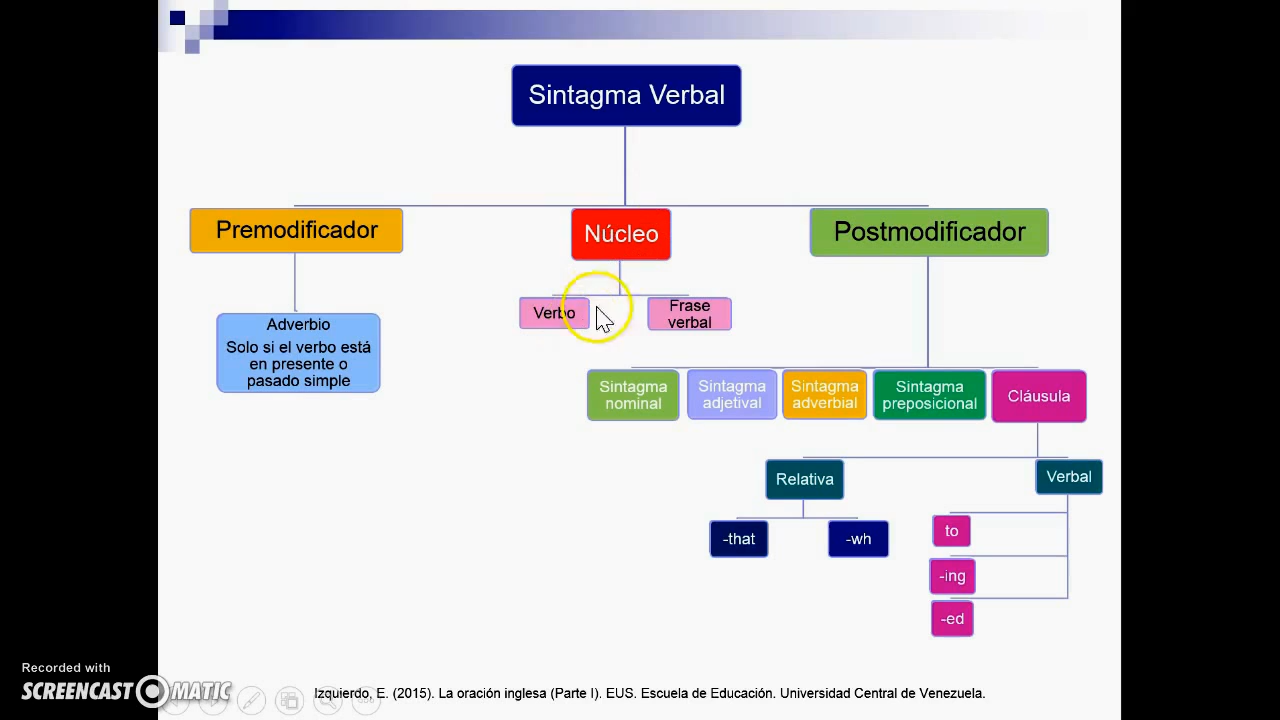 Sintagma Verbal
Premodificador
Núcleo
Postmodificador
Verbo
Frase
verbal
Adverbio
Solo si el verbo está
en presente o
pasado simple
Sintagma
nominal
Sintagma
adjetival
Sintagma
adverbial
Sintagma
preposicional
Cláusula
Relativa
Verbal
-that
-wh
to
-ing
-ed
Recorded with
SCREENCAST MATIC
Izquierdo, E. (2015). La oración inglesa (Parte I). EUS. Escuela de Educación. Universidad Central de Venezuela.